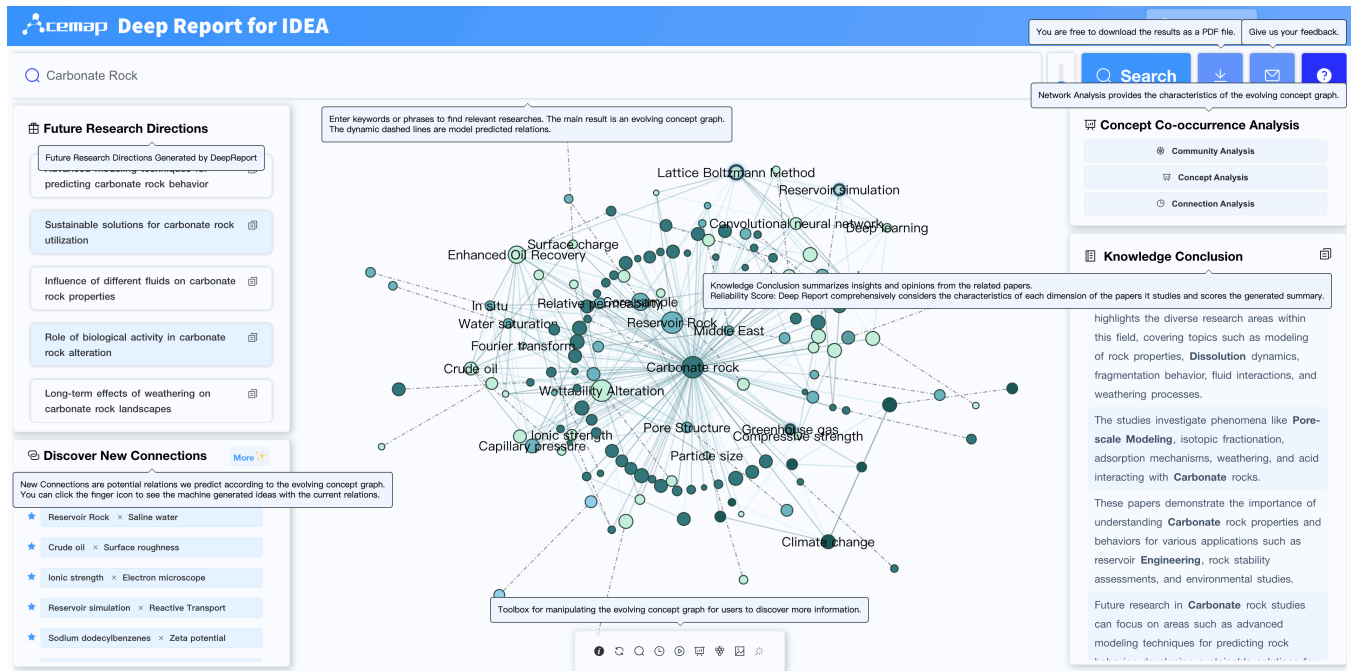 Acemap Deep Report for IDEA
You are free to download the results as a PDF file.
Give us your feedback.
Carbonate Rock
Search
?
Network Analysis provides the characteristics of the evolving concept graph.
Enter keywords or phrases to find relevant researches. The main result is an evolving concept graph.
The dynamic dashed lines are model predicted relations.
Future Research Directions
Future Research Directions Generated by DeepReport
Advanced modeling techniques for
predicting carbonate rock behavior
Sustainable solutions for carbonate rock
utilization
Influence of different fluids on carbonate
rock properties
Role of biological activity in carbonate
rock alteration
Long-term effects of weathering on
carbonate rock landscapes
Discover New Connections
More
New Connections are potential relations we predict according to the evolving concept graph.
You can click the finger icon to see the machine generated ideas with the current relations.
Reservoir Rock × Saline water
Crude oil × Surface roughness
Ionic strength × Electron microscope
Reservoir simulation × Reactive Transport
Sodium dodecylbenzenes × Zeta potential
Lattice Boltzmann Method
Reservoir simulation
Convolutional neural network
Deep learning
Surface charge
Enhanced Oil Recovery
In situ
Relative permeability
Core sample
Water saturation
Reservoir Rock
Middle East
Fourier transform
Crude oil
Carbonate rock
Wottability Alteration
Pore Structure
Greenhouse gas
Compressive strength
Ionic strength
Capillary pressure
Particle size
Climate change
Toolbox for manipulating the evolving concept graph for users to discover more information.
Concept Co-occurrence Analysis
Community Analysis
Concept Analysis
Connection Analysis
Knowledge Conclusion
Knowledge Conclusion summarizes insights and opinions from the related papers.
Reliability Score: Deep Report comprehensively considers the characteristics of each dimension of the papers it studies and scores the generated summary.
highlights the diverse research areas within
this field, covering topics such as modeling
of rock properties, Dissolution dynamics,
fragmentation behavior, fluid interactions, and
weathering processes.
The studies investigate phenomena like Pore-
scale Modeling, isotopic fractionation,
adsorption mechanisms, weathering, and acid
interacting with Carbonate rocks.
These papers demonstrate the importance of
understanding Carbonate rock properties and
behaviors for various applications such as
reservoir Engineering, rock stability
assessments, and environmental studies.
Future research in Carbonate rock studies
can focus on areas such as advanced
modeling techniques for predicting rock